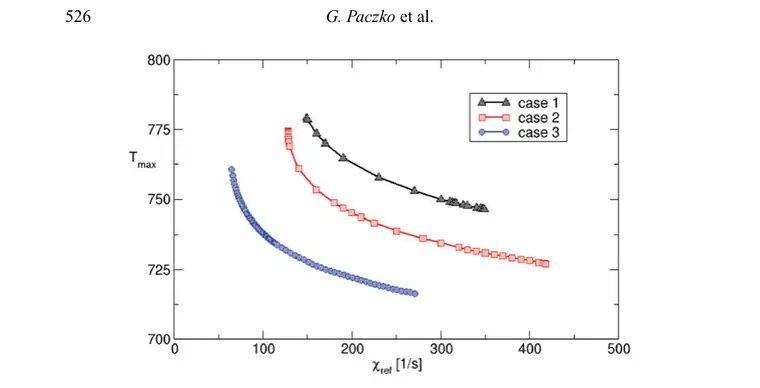 526 G. Paczko et al.
800
775
T_max
750
725
700
case 1
case 2
case 3
0 100 200 300 400 500
χ_ref [1/s]